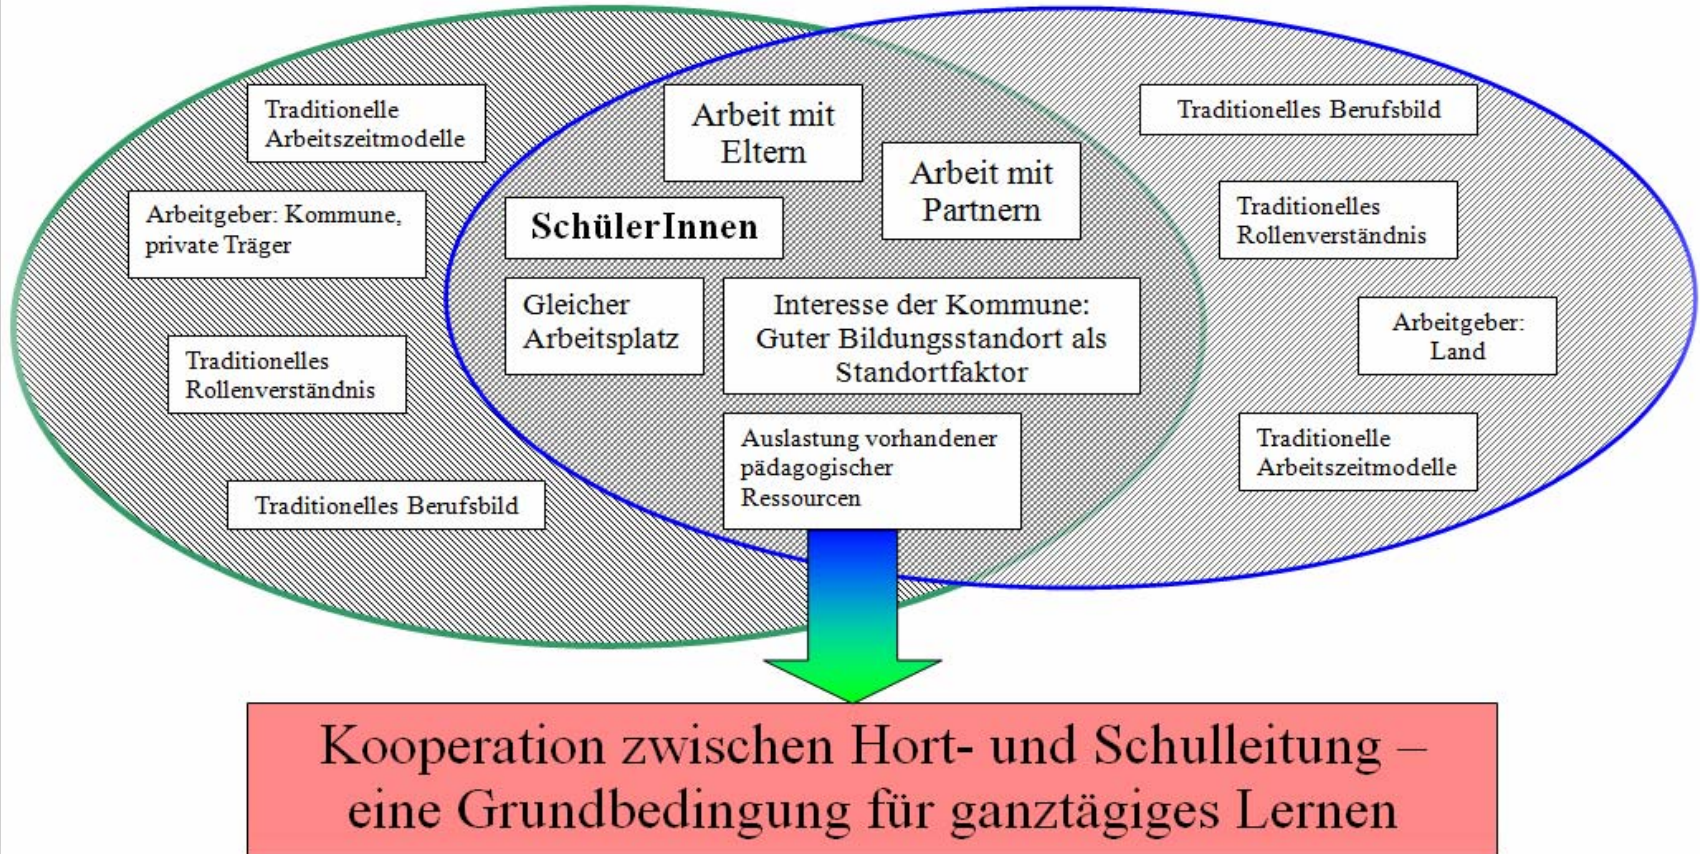 Traditionelle
Arbeitszeitmodelle
Arbeitgeber: Kommune,
private Träger
Traditionelles
Rollenverständnis
Traditionelles Berufsbild
Arbeit mit
Eltern
Arbeit mit
Partnern
SchülerInnen
Gleicher
Arbeitsplatz
Interesse der Kommune:
Guter Bildungsstandort als
Standortfaktor
Auslastung vorhandener
pädagogischer
Ressourcen
Traditionelles Berufsbild
Traditionelles
Rollenverständnis
Arbeitgeber:
Land
Traditionelle
Arbeitszeitmodelle
Kooperation zwischen Hort- und Schulleitung –
eine Grundbedingung für ganztägiges Lernen